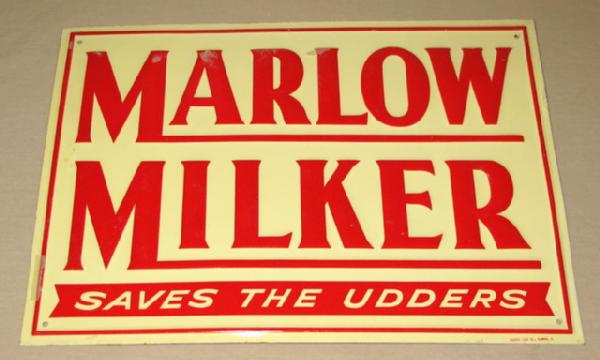 MARLOW
MILKER
SAVES THE UDDERS